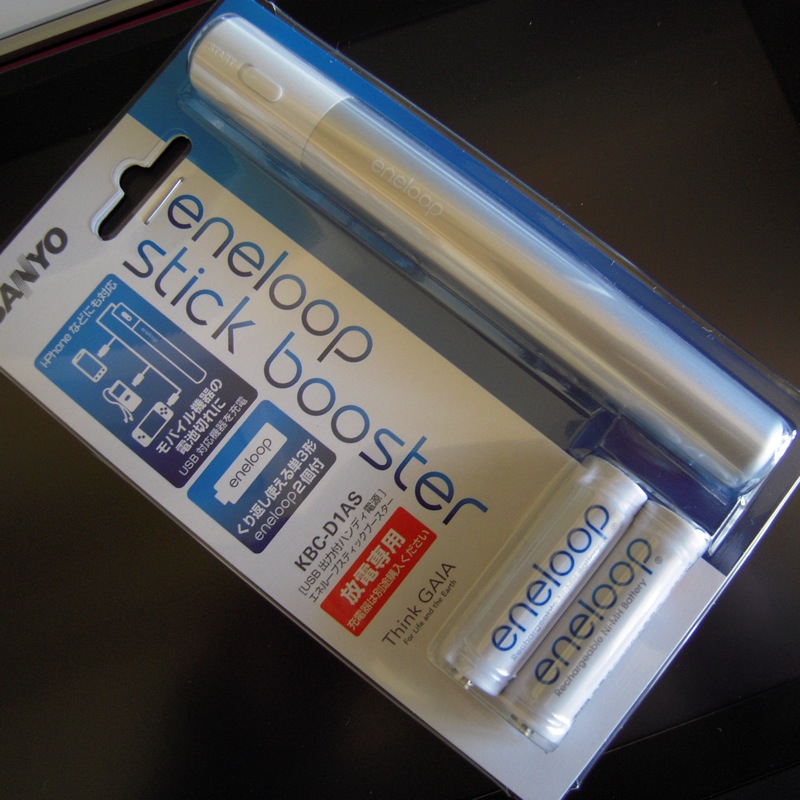 SANYO
eneloop
stick booster
i-Phoneなどにも対応
モバイル機器の
電池切れに
USB対応機器を充電
eneloop
くり返し使える単3形
eneloop2個付
KBC-D1AS
[USB出力付ハンディ電源]
エネループスティックブースター
放電専用
充電器は別途購入ください
Think GAIA
For Life and the Earth
eneloop
eneloop
eneloop
Rechargeable Ni-MH Battery